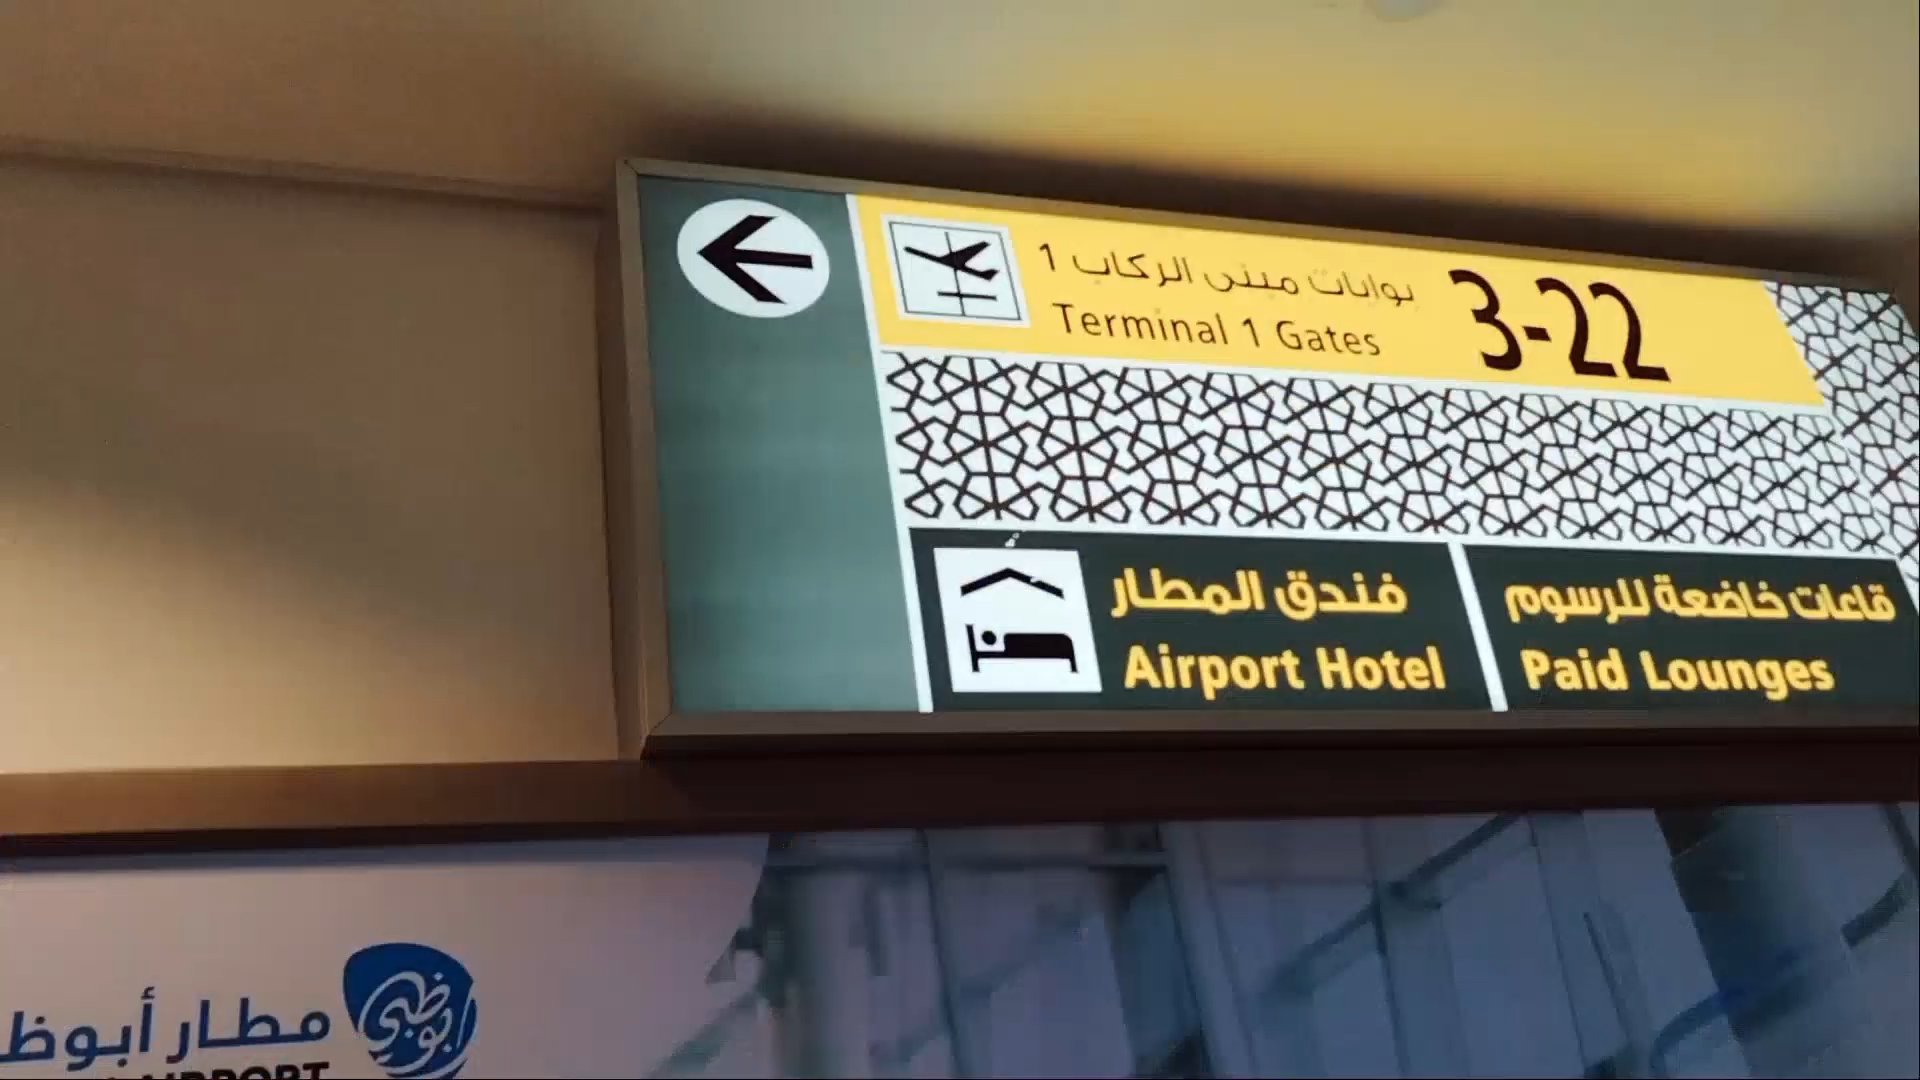 بوابات مبنى الركاب 1
Terminal 1 Gates
3-22
فندق المطار
Airport Hotel
قاعات خاضعة للرسوم
Paid Lounges
مطار
AIRPORT